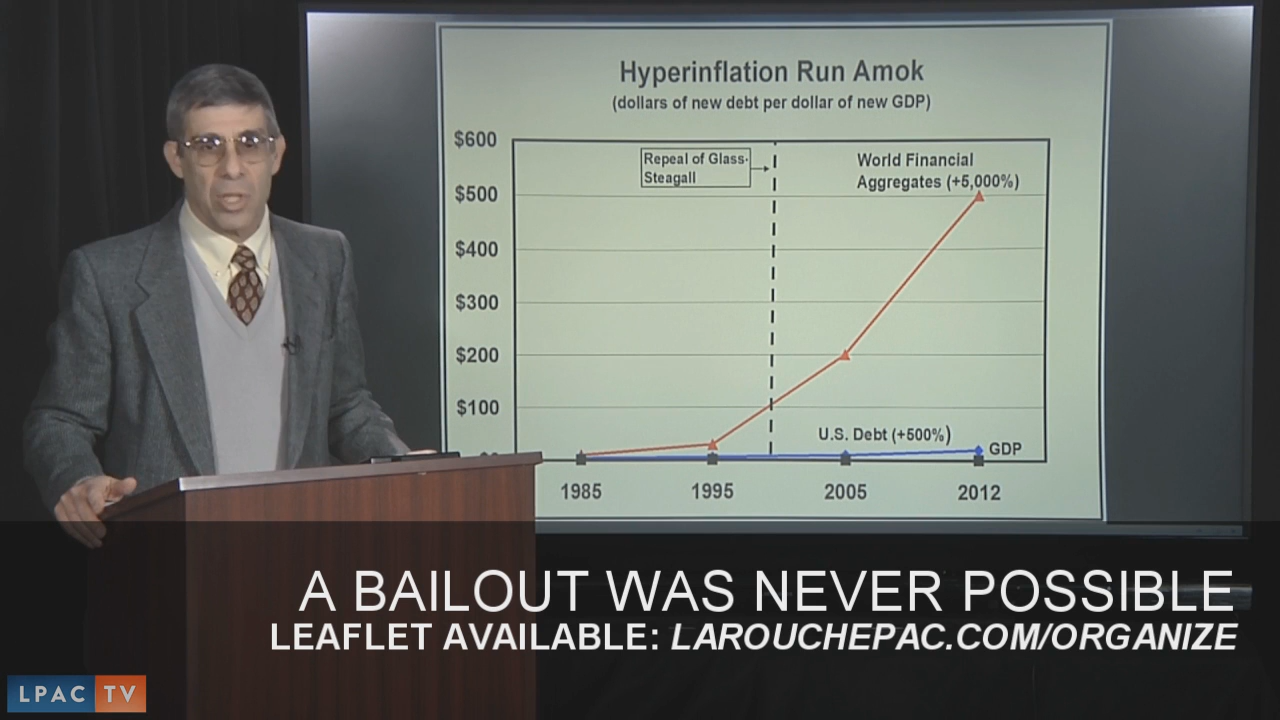 Hyperinflation Run Amok
(dollars of new debt per dollar of new GDP)
$600
$500
$400
$300
$200
$100
Repeal of Glass-
Steagall
World Financial
Aggregates (+5,000%)
U.S. Debt (+500%)
GDP
1985
1995
2005
2012
A BAILOUT WAS NEVER POSSIBLE
LEAFLET AVAILABLE: LAROUCHEPAC.COM/ORGANIZE
LPAC TV